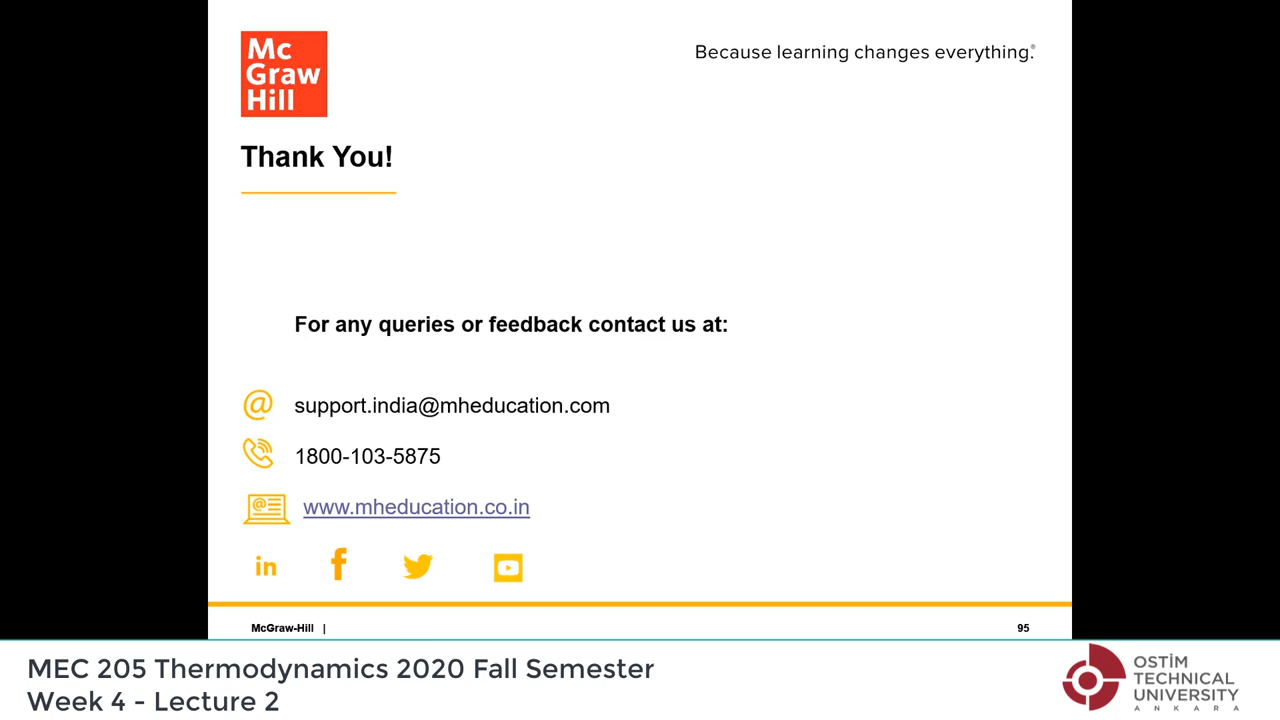 Mc
Graw
Hill
Because learning changes everything.®
Thank You!
For any queries or feedback contact us at:
@ support.india@mheducation.com
1800-103-5875
@ www.mheducation.co.in
in f
McGraw-Hill | 95
MEC 205 Thermodynamics 2020 Fall Semester
Week 4 - Lecture 2
OSTİM
TECHNICAL
UNIVERSITY
ANKARA